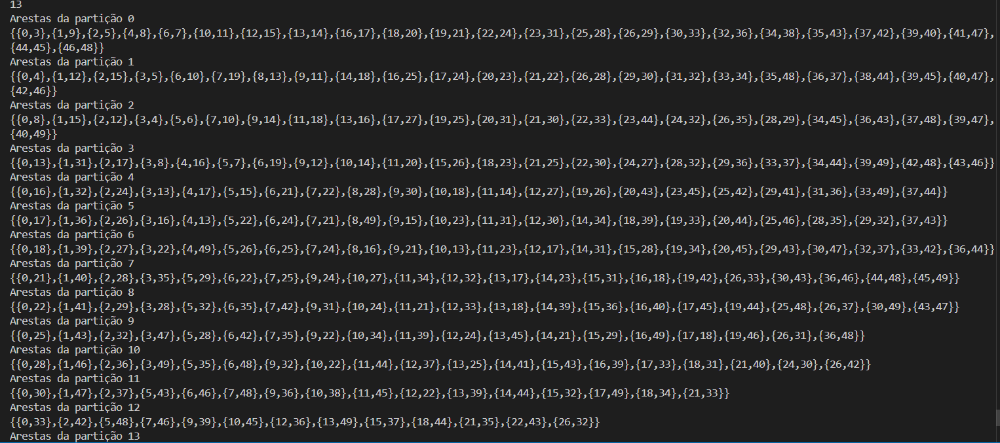 13
Arestas da partição 0
{{0,3},{1,9},{2,5},{4,8},{6,7},{10,11},{12,15},{13,14},{16,17},{18,20},{19,21},{22,24},{23,31},{25,28},{26,29},{30,33},{32,36},{34,38},{35,43},{37,42},{39,40},{41,47},
{44,45},{46,48}}
Arestas da partição 1
{{0,4},{1,12},{2,15},{3,5},{6,10},{7,19},{8,13},{9,11},{14,18},{16,25},{17,24},{20,23},{21,22},{26,28},{29,30},{31,32},{33,34},{35,48},{36,37},{38,44},{39,45},{40,47},
{42,46}}
Arestas da partição 2
{{0,8},{1,15},{2,12},{3,4},{5,6},{7,10},{9,14},{11,18},{13,16},{17,27},{19,25},{20,31},{21,30},{22,33},{23,44},{24,32},{26,35},{28,29},{34,45},{36,43},{37,48},{39,47},
{40,49}}
Arestas da partição 3
{{0,13},{1,31},{2,17},{3,8},{4,16},{5,7},{6,19},{9,12},{10,14},{11,20},{15,26},{18,23},{21,25},{22,30},{24,27},{28,32},{29,36},{33,37},{34,44},{39,49},{42,48},{43,46}}
Arestas da partição 4
{{0,16},{1,32},{2,24},{3,13},{4,17},{5,15},{6,21},{7,22},{8,28},{9,30},{10,18},{11,14},{12,27},{19,26},{20,43},{23,45},{25,42},{29,41},{31,36},{33,49},{37,44}}
Arestas da partição 5
{{0,17},{1,36},{2,26},{3,16},{4,13},{5,22},{6,24},{7,21},{8,49},{9,15},{10,23},{11,31},{12,30},{14,34},{18,39},{19,33},{20,44},{25,46},{28,35},{29,32},{37,43}}
Arestas da partição 6
{{0,18},{1,39},{2,27},{3,22},{4,49},{5,26},{6,25},{7,24},{8,16},{9,21},{10,13},{11,23},{12,17},{14,31},{15,28},{19,34},{20,45},{29,43},{30,47},{32,37},{33,42},{36,44}}
Arestas da partição 7
{{0,21},{1,40},{2,28},{3,35},{5,29},{6,22},{7,25},{9,24},{10,27},{11,34},{12,32},{13,17},{14,23},{15,31},{16,18},{19,42},{26,33},{30,43},{36,46},{44,48},{45,49}}
Arestas da partição 8
{{0,22},{1,41},{2,29},{3,28},{5,32},{6,35},{7,42},{9,31},{10,24},{11,21},{12,33},{13,18},{14,39},{15,36},{16,40},{17,45},{19,44},{25,48},{26,37},{30,49},{43,47}}
Arestas da partição 9
{{0,25},{1,43},{2,32},{3,47},{5,28},{6,42},{7,35},{9,22},{10,34},{11,39},{12,24},{13,45},{14,21},{15,29},{16,49},{17,18},{19,46},{26,31},{36,48}}
Arestas da partição 10
{{0,28},{1,46},{2,36},{3,49},{5,35},{6,48},{9,32},{10,22},{11,44},{12,37},{13,25},{14,41},{15,43},{16,39},{17,33},{18,31},{21,40},{24,30},{26,42}}
Arestas da partição 11
{{0,30},{1,47},{2,37},{5,43},{6,46},{7,48},{9,36},{10,38},{11,45},{12,22},{13,39},{14,44},{15,32},{17,49},{18,34},{21,33}}
Arestas da partição 12
{{0,33},{2,42},{5,48},{7,46},{9,39},{10,45},{12,36},{13,49},{15,37},{18,44},{21,35},{22,43},{26,32}}
Arestas da partição 13